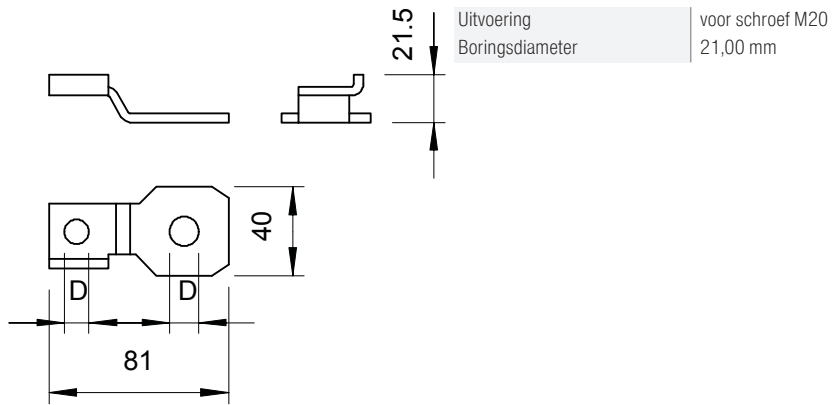 21.5
Uitvoering voor schroef M20
Boringsdiameter 21,00 mm
40
D D
81